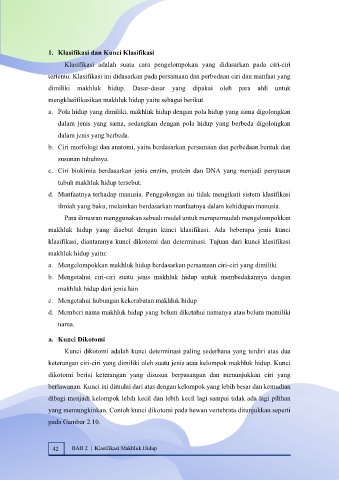 1. Klasifikasi dan Kunci Klasifikasi
Klasifikasi adalah suatu cara pengelompokan yang didasarkan pada ciri-ciri
tertentu. Klasifikasi ini didasarkan pada persamaan dan perbedaan ciri dan manfaat yang
dimiliki makhluk hidup. Dasar-dasar yang dipakai oleh para ahli untuk
mengklasifikasikan makhluk hidup yaitu sebagai berikut.
a. Pola hidup yang dimiliki, makhluk hidup dengan pola hidup yang sama digolongkan
dalam jenis yang sama, sedangkan dengan pola hidup yang berbeda digolongkan
dalam jenis yang berbeda.
b. Ciri morfologi dan anatomi, yaitu berdasarkan persamaan dan perbedaan bentuk dan
susunan tubuhnya.
c. Ciri biokimia berdasarkan jenis enzim, protein dan DNA yang menjadi penyusun
tubuh makhluk hidup tersebut.
d. Manfaatnya terhadap manusia. Penggolongan ini tidak mengikuti sistem klasifikasi
ilmiah yang baku, melainkan berdasarkan manfaatnya dalam kehidupan manusia.
Para ilmuwan menggunakan sebuah model untuk mempermudah mengelompokkan
makhluk hidup yang disebut dengan kunci klasifikasi. Ada beberapa jenis kunci
klasifikasi, diantaranya kunci dikotomi dan determinasi. Tujuan dari kunci klasifikasi
makhluk hidup yaitu:
a. Mengelompokkan makhluk hidup berdasarkan persamaan ciri-ciri yang dimiliki
b. Mengetahui ciri-ciri suatu jenis makhluk hidup untuk membedakannya dengan
makhluk hidup dari jenis lain
c. Mengetahui hubungan kekerabatan makhluk hidup
d. Memberi nama makhluk hidup yang belum diketahui namanya atau belum memiliki
nama.
a. Kunci Dikotomi
Kunci dikotomi adalah kunci determinasi paling sederhana yang terdiri atas dua
keterangan ciri-ciri yang dimiliki oleh suatu jenis atau kelompok makhluk hidup. Kunci
dikotomi berisi keterangan yang disusun berpasangan dan menunjukkan ciri yang
berlawanan. Kunci ini dimulai dari atas dengan kelompok yang lebih besar dan kemudian
dibagi menjadi kelompok lebih kecil dan lebih kecil lagi sampai tidak ada lagi pilihan
yang memungkinkan. Contoh kunci dikotomi pada hewan vertebrata ditunjukkan seperti
pada Gambar 2.10.
42 BAB 2 | Klasifikasi Makhluk Hidup